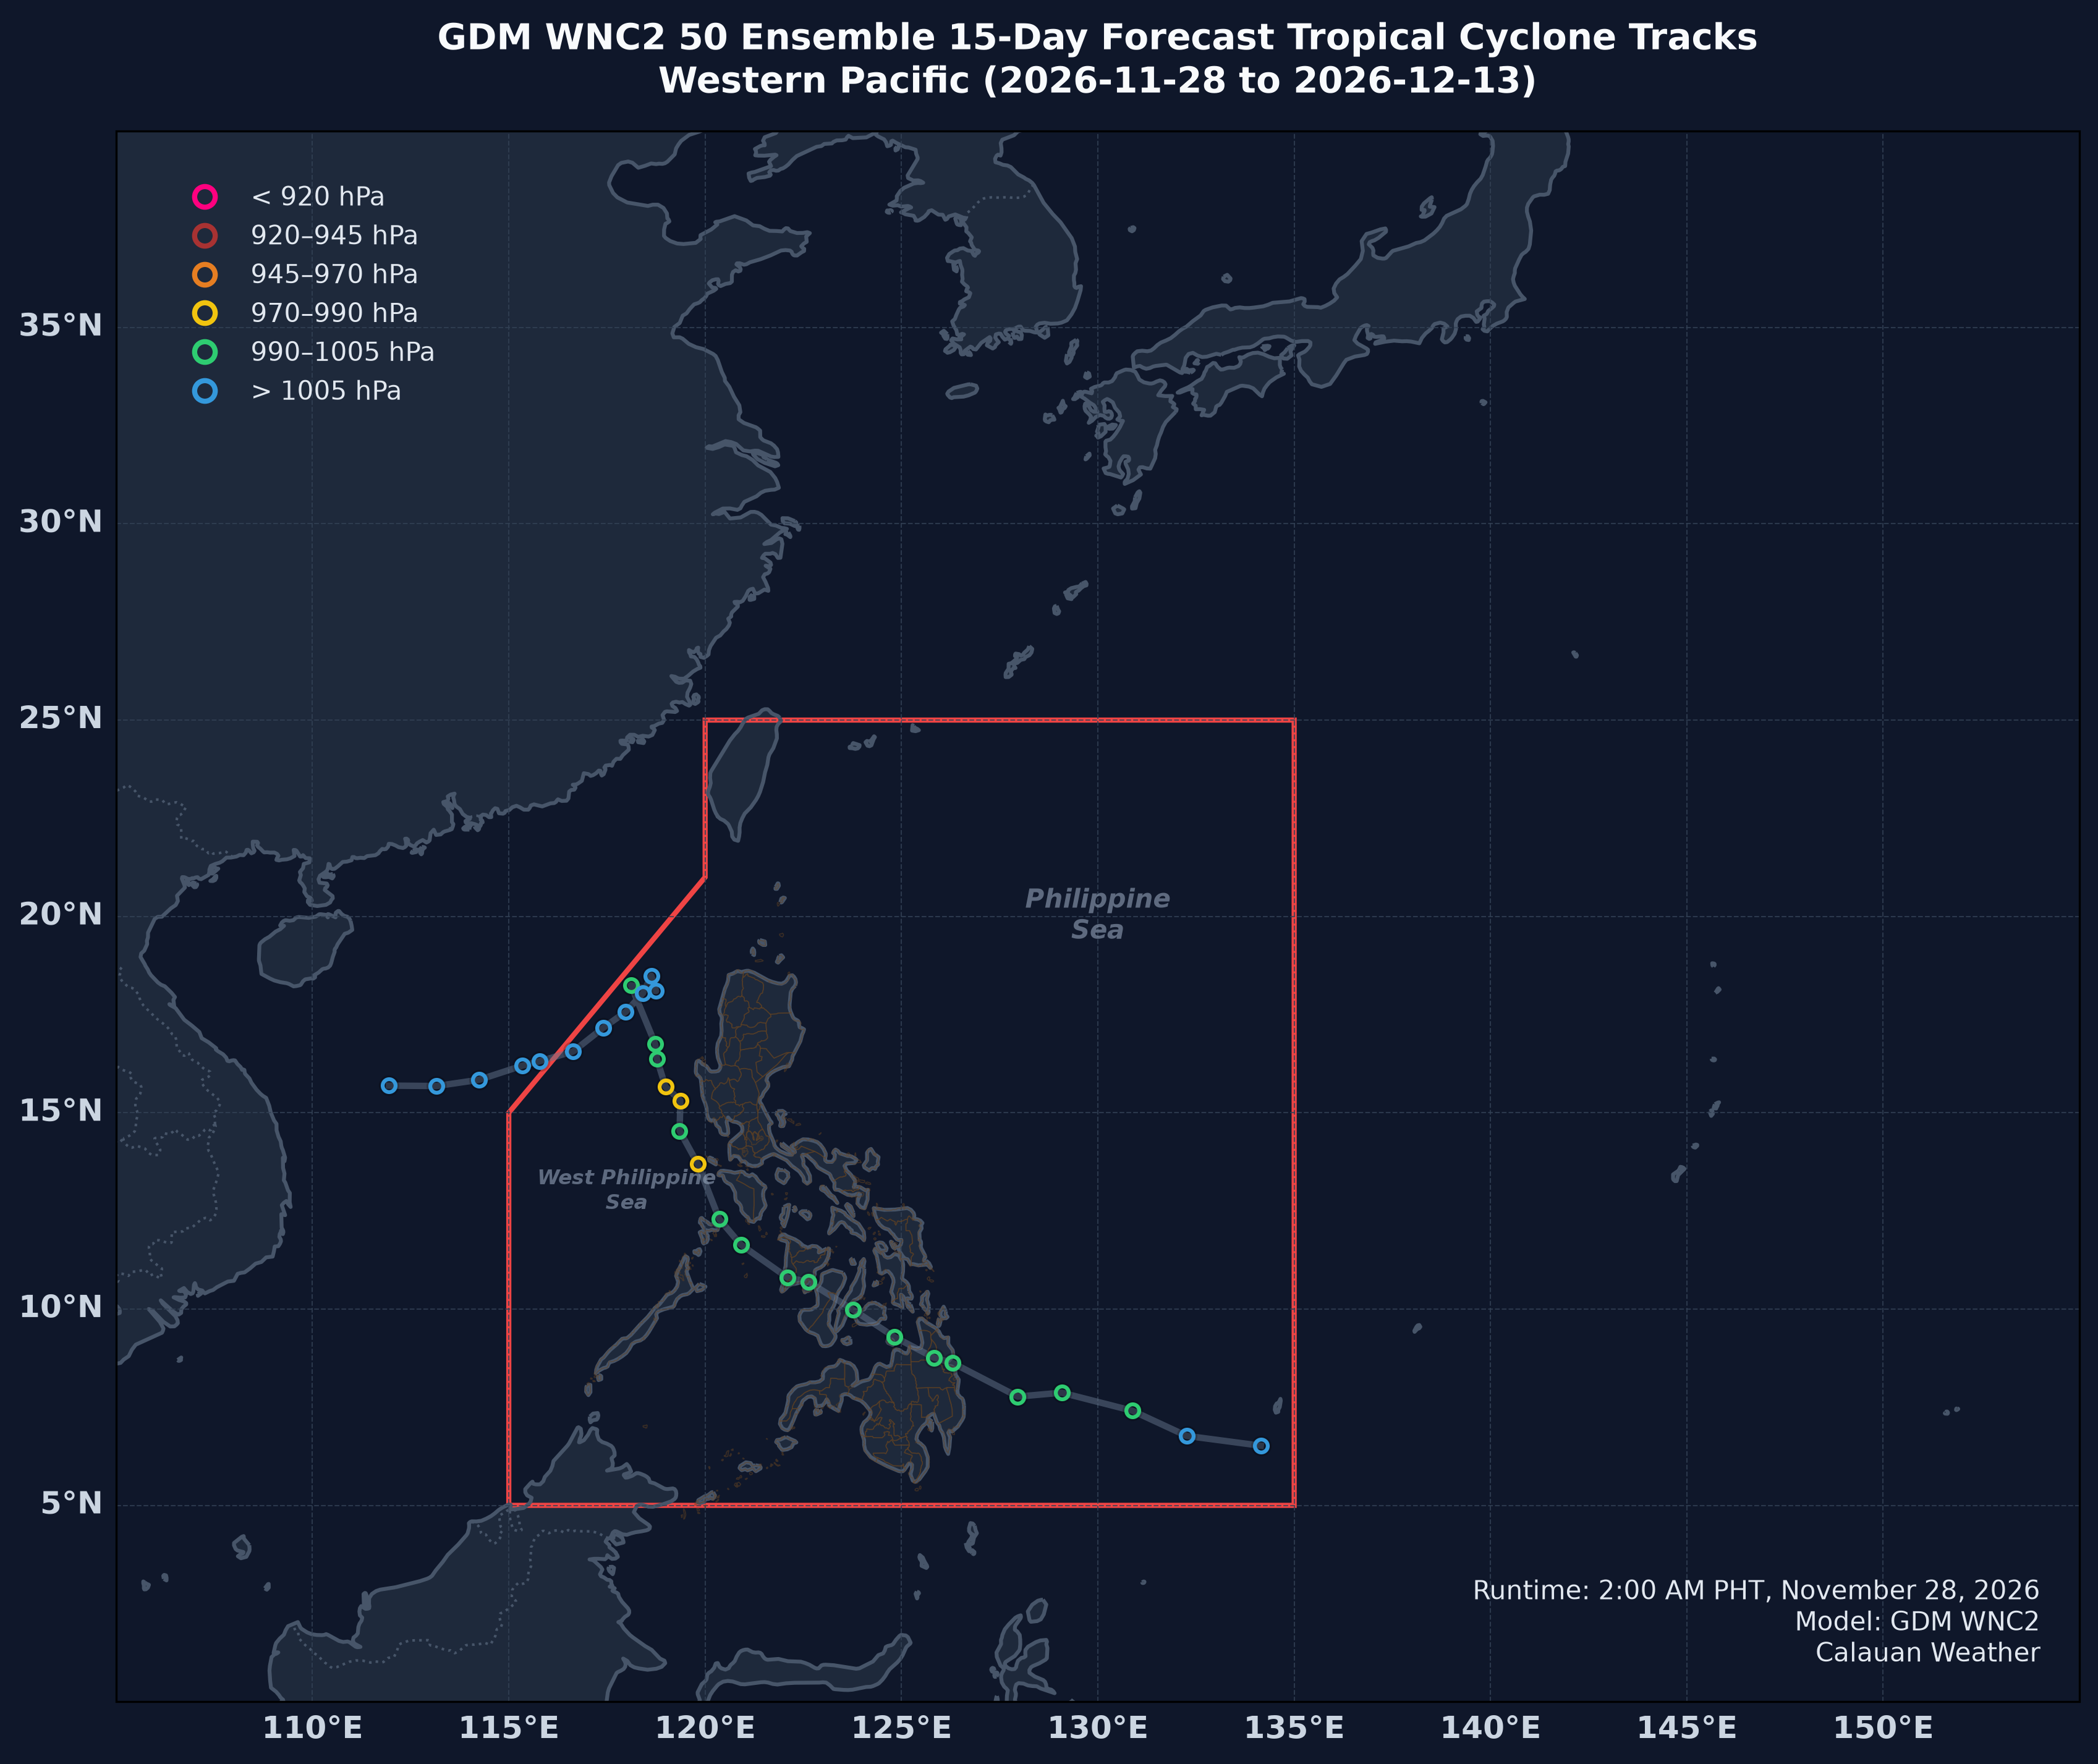 GDM WNC2 50 Ensemble 15-Day Forecast Tropical Cyclone Tracks
Western Pacific (2026-11-28 to 2026-12-13)
< 920 hPa
920–945 hPa
945–970 hPa
970–990 hPa
990–1005 hPa
> 1005 hPa
35°N
30°N
25°N
20°N
15°N
10°N
5°N
Philippine
Sea
West Philippine
Sea
Runtime: 2:00 AM PHT, November 28, 2026
Model: GDM WNC2
Calauan Weather
110°E
115°E
120°E
125°E
130°E
135°E
140°E
145°E
150°E